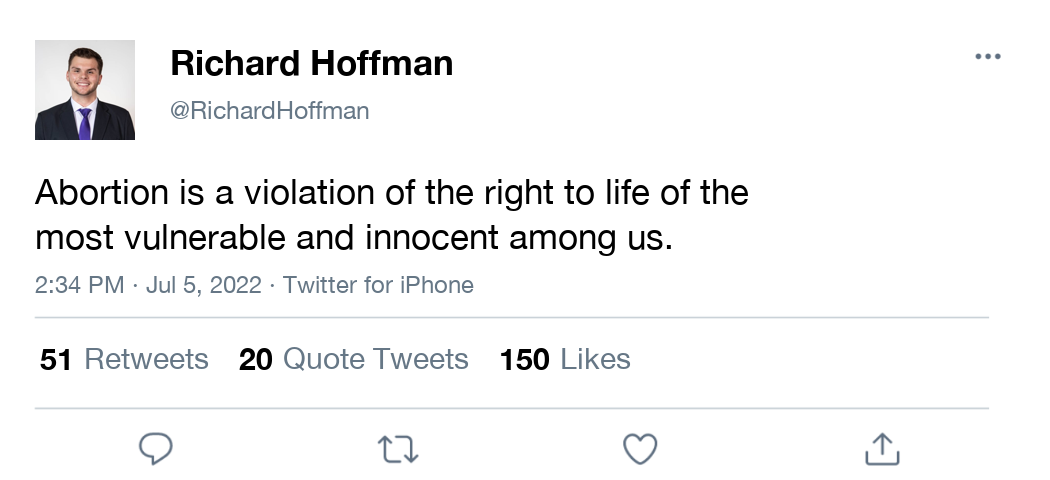 Richard Hoffman
@RichardHoffman
Abortion is a violation of the right to life of the
most vulnerable and innocent among us.
2:34 PM · Jul 5, 2022 · Twitter for iPhone
51 Retweets 20 Quote Tweets 150 Likes